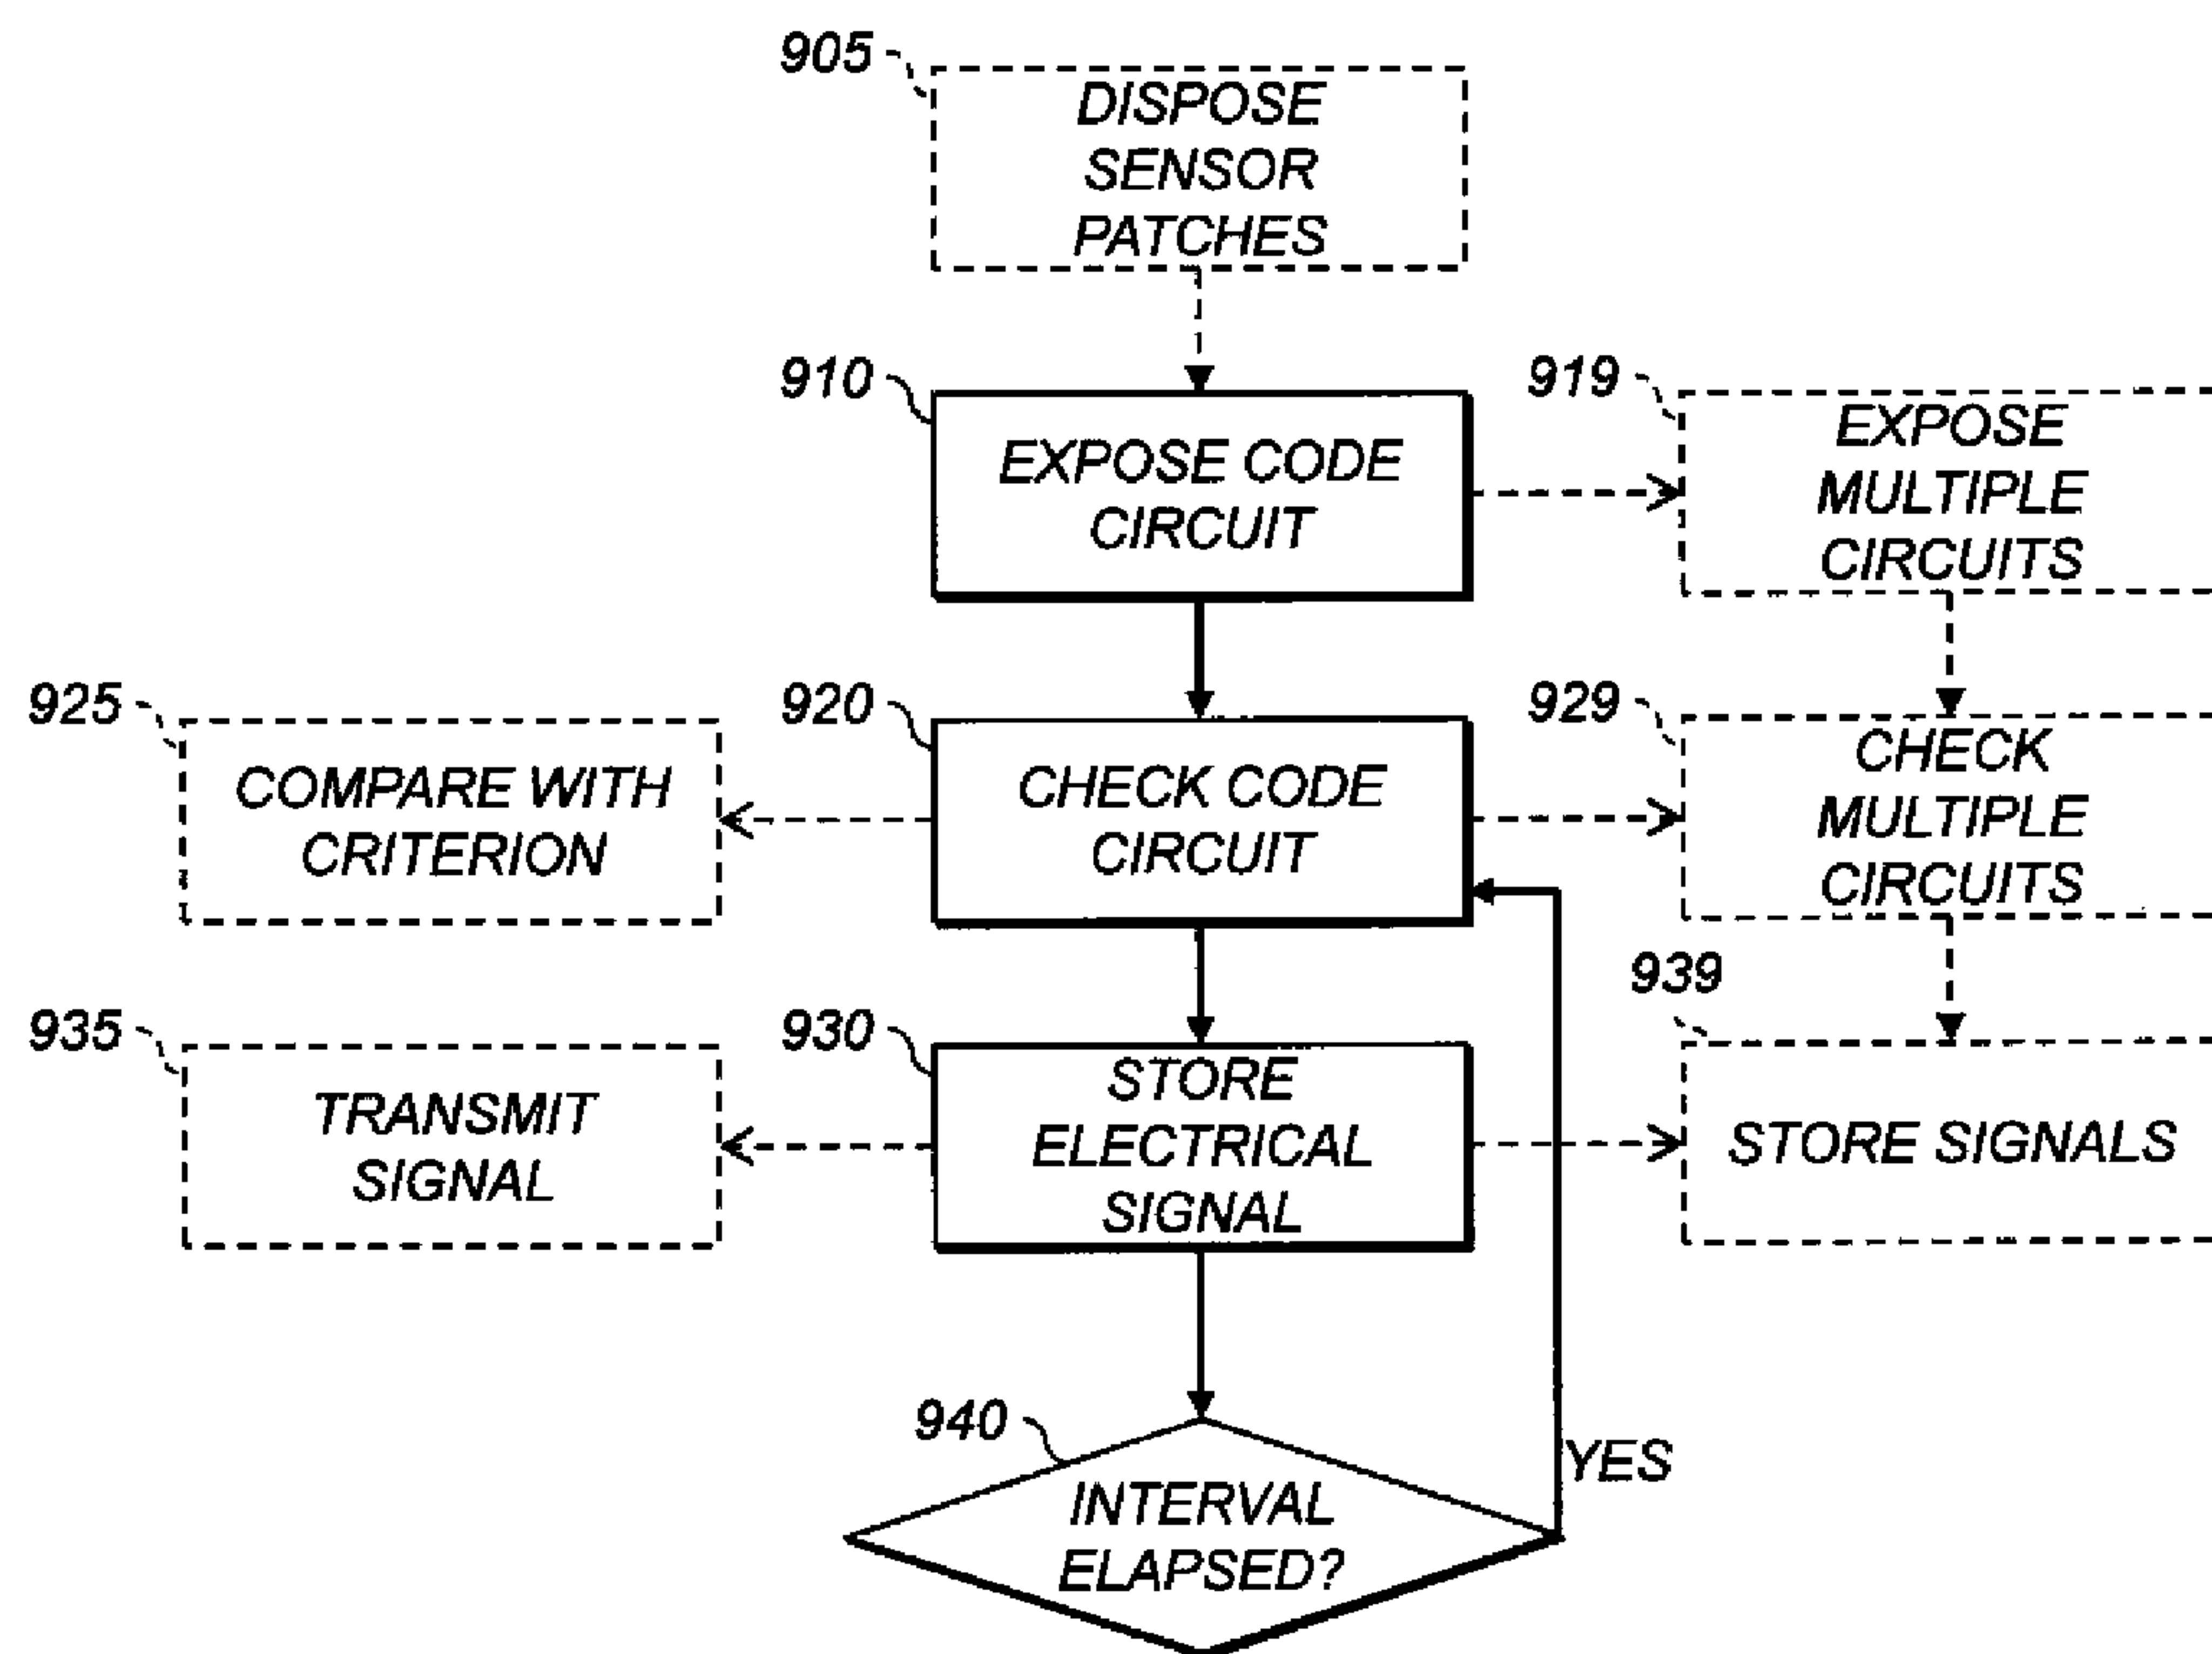 905
DISPOSE
SENSOR
PATCHES
910
EXPOSE CODE
CIRCUIT
919
EXPOSE
MULTIPLE
CIRCUITS
925
COMPARE WITH
CRITERION
920
CHECK CODE
CIRCUIT
929
CHECK
MULTIPLE
CIRCUITS
935
TRANSMIT
SIGNAL
930
STORE
ELECTRICAL
SIGNAL
939
STORE SIGNALS
940
INTERVAL
ELAPSED?
YES